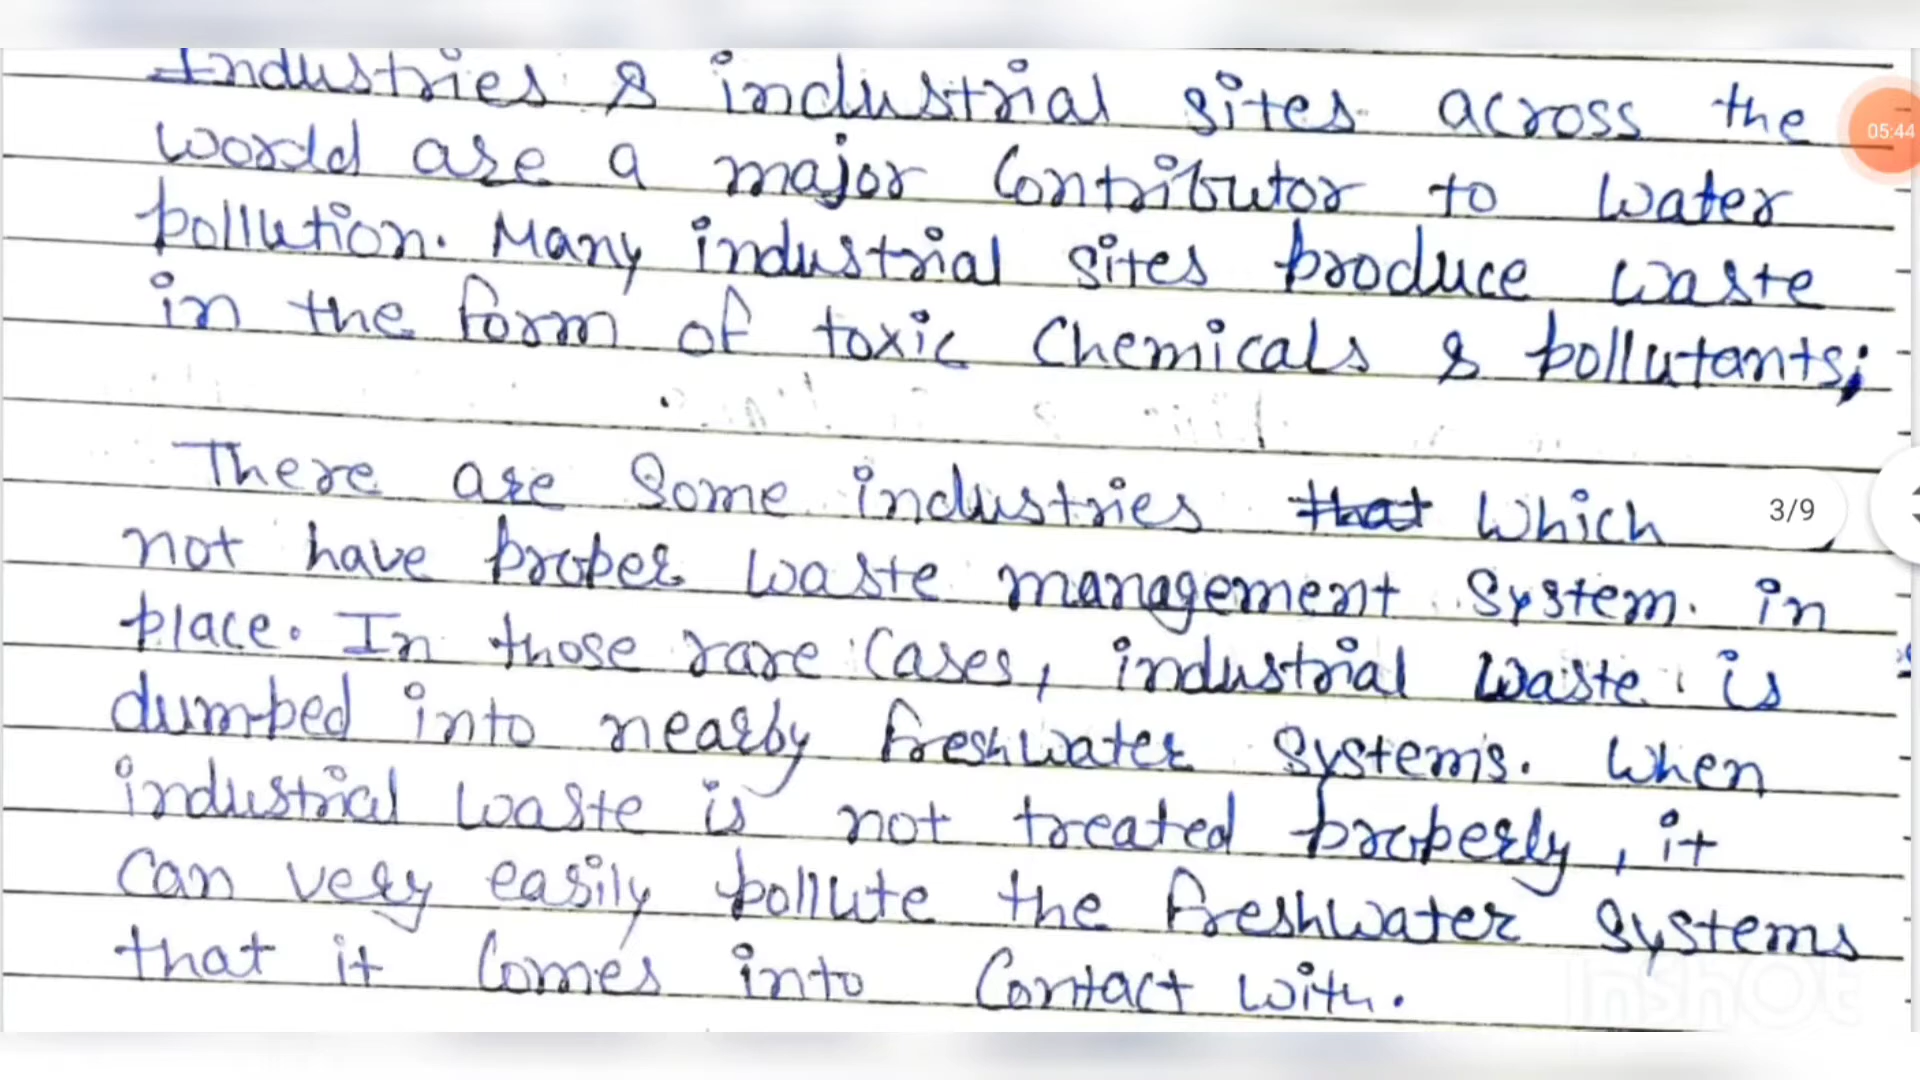 Industries & industrial sites across the
world are a major contributor to water
pollution. Many industrial sites produce waste
in the form of toxic chemicals & pollutants;
There are some industries that which
not have proper waste management system. in
place. In those rare cases, industrial waste is
dumped into nearby freshwater systems. When
industrial waste is not treated properly, it
can very easily pollute the freshwater systems
that it comes into contact with.
05:44
3/9
InShOt